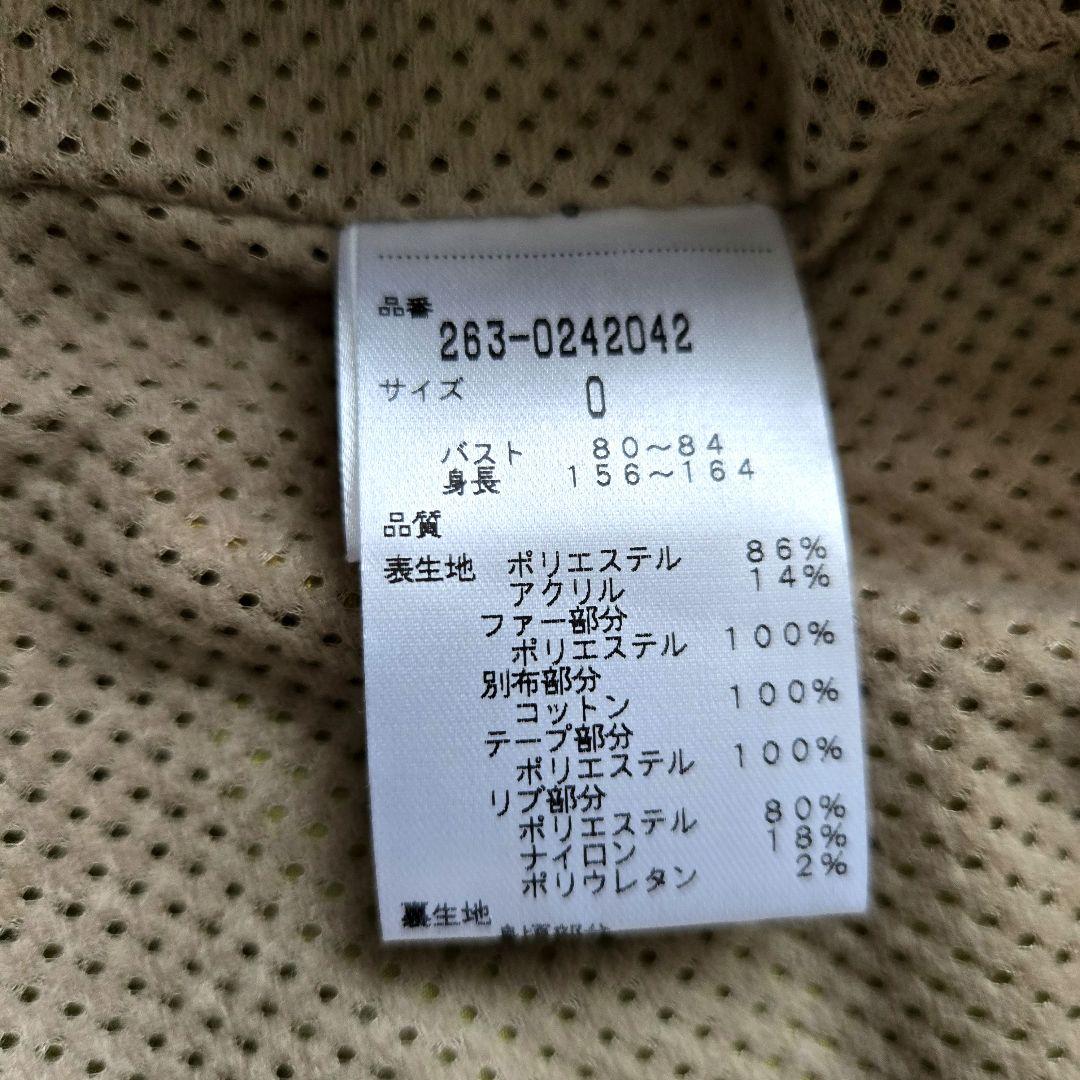 品番
263-0242042
サイズ 0
バスト 80～84
身長 156～164
品質
表生地 ポリエステル 86%
アクリル 14%
ファー部分
ポリエステル 100%
別布部分
コットン 100%
テープ部分
ポリエステル 100%
リブ部分
ポリエステル 80%
ナイロン 18%
ポリウレタン 2%
裏生地